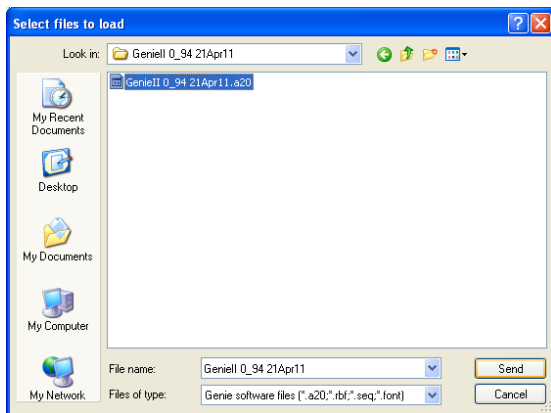 Select files to load
Look in: GenieII 0_94 21Apr11
GenieII 0_94 21Apr11.a20
My Recent
Documents
Desktop
My Documents
My Computer
My Network
File name: GenieII 0_94 21Apr11 Send
Files of type: Genie software files (*.a20;*.rbf;*.seq;*.font) Cancel